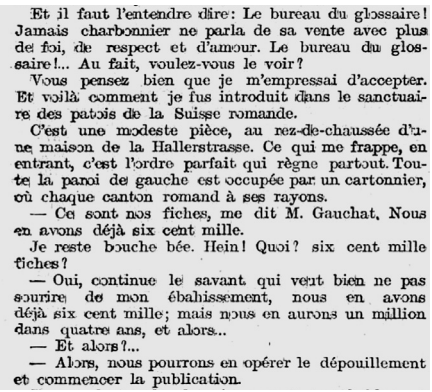 Et il faut l'entendre dire: Le bureau du glossaire!
Jamais charbonnier ne parla de sa vente avec plus
de foi, de respect et d'amour. Le bureau du glos-
saire!... Au fait, voulez-vous le voir?
Vous pensez bien que je m'empressai d'accepter.
Et voilà comment je fus introduit dans le sanctuai-
re des patois de la Suisse romande.
C'est une modeste pièce, au rez-de-chaussée d'u-
ne maison de la Hallerstrasse. Ce qui me frappe, en
entrant, c'est l'ordre parfait qui règne partout. Tou-
te la paroi de gauche est occupée par un cartonnier,
où chaque canton romand a ses rayons.
— Ce sont nos fiches, me dit M. Gauchat, Nous
en avons déjà six cent mille.
Je reste bouche bée. Hein! Quoi? six cent mille
fiches?
— Oui, continue le savant qui veut bien ne pas
sourire de mon ébahissement, nous en avons
déjà six cent mille; mais nous en aurons un million
dans quatre ans, et alors...
— Et alors?...
— Alors, nous pourrons en opérer le dépouillement
et commencer la publication.